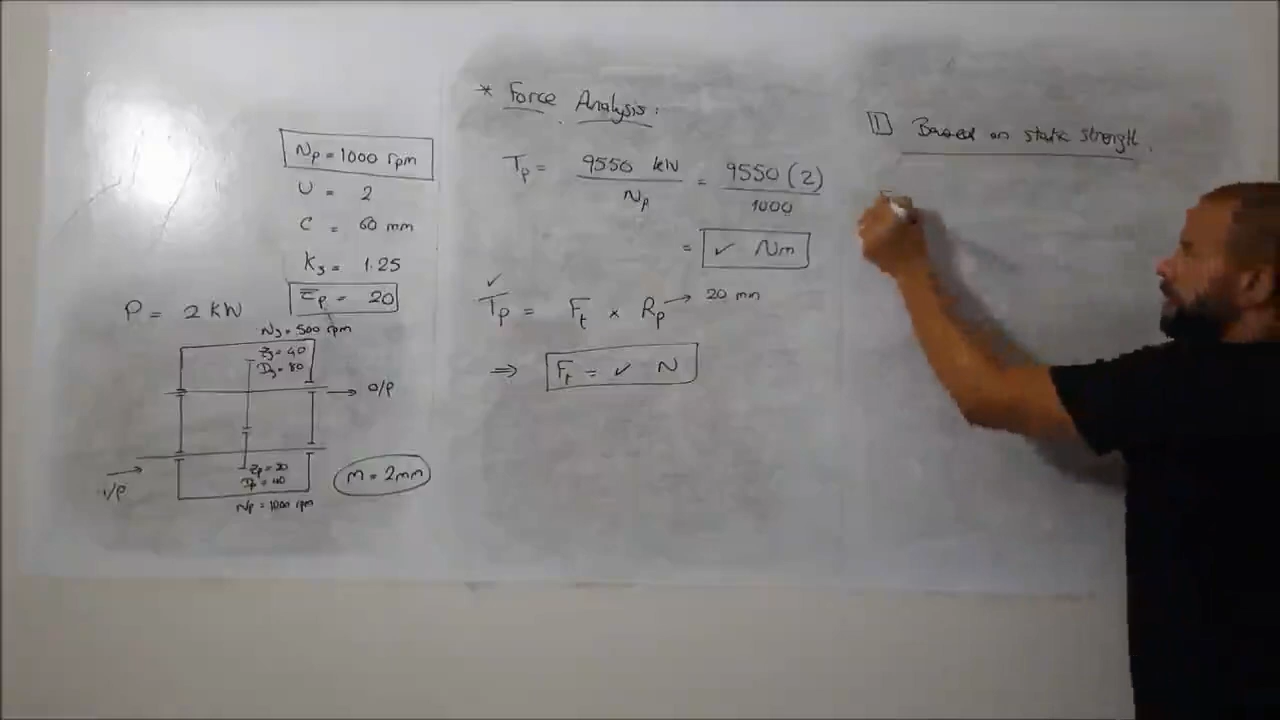 Np = 1000 rpm
U = 2
C = 60 mm
K3 = 1.25
Zp = 20
P = 2 kW
Ng = 500 rpm
Zg = 40
Dg = 80
O/P
Zp = 20
Dp = 40
I/P
Np = 1000 rpm
m = 2mm
* Force Analysis:
Tp = 9550 kW / Np = 9550 (2) / 1000
= ✓ Nm
✓
Tp = Ft × Rp → 20 mm
⇒ Ft = ✓ N
1 Based on static strength.